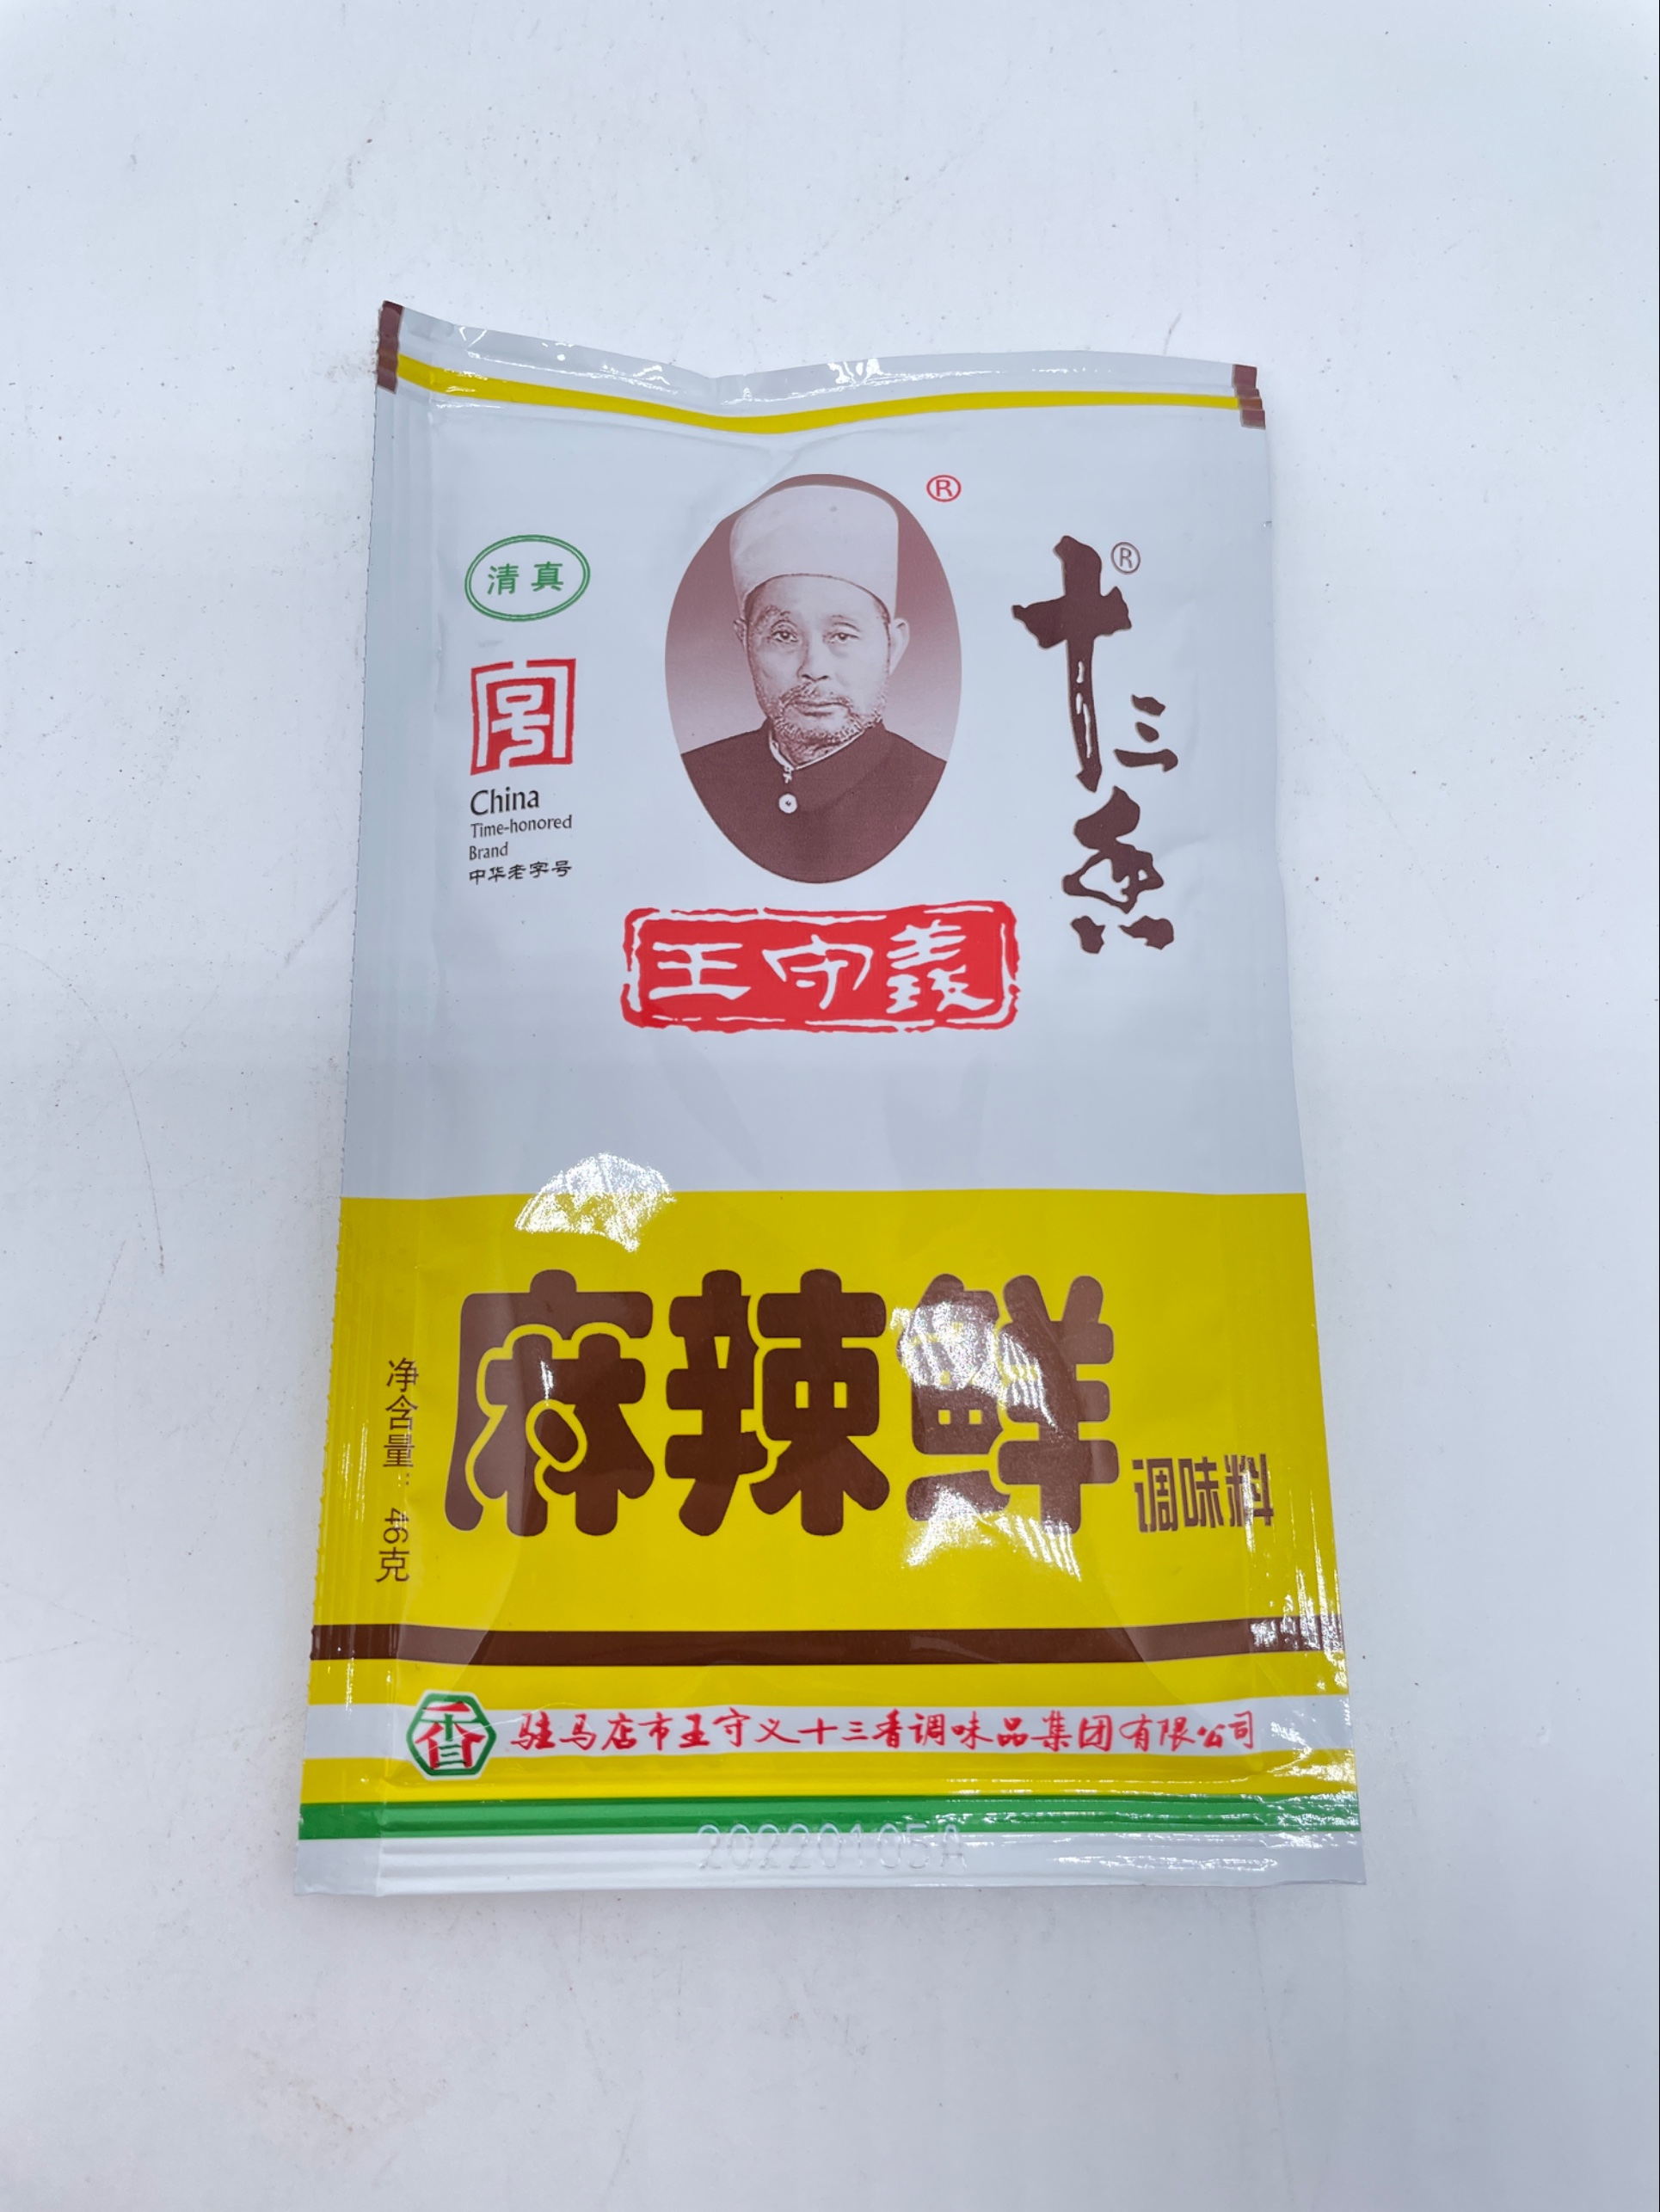 ®
十三香®
清真
号
China
Time-honored
Brand
中华老字号
王守義
麻辣鲜
调味料
净含量：46克
香
驻马店市王守义十三香调味品集团有限公司
20220105A